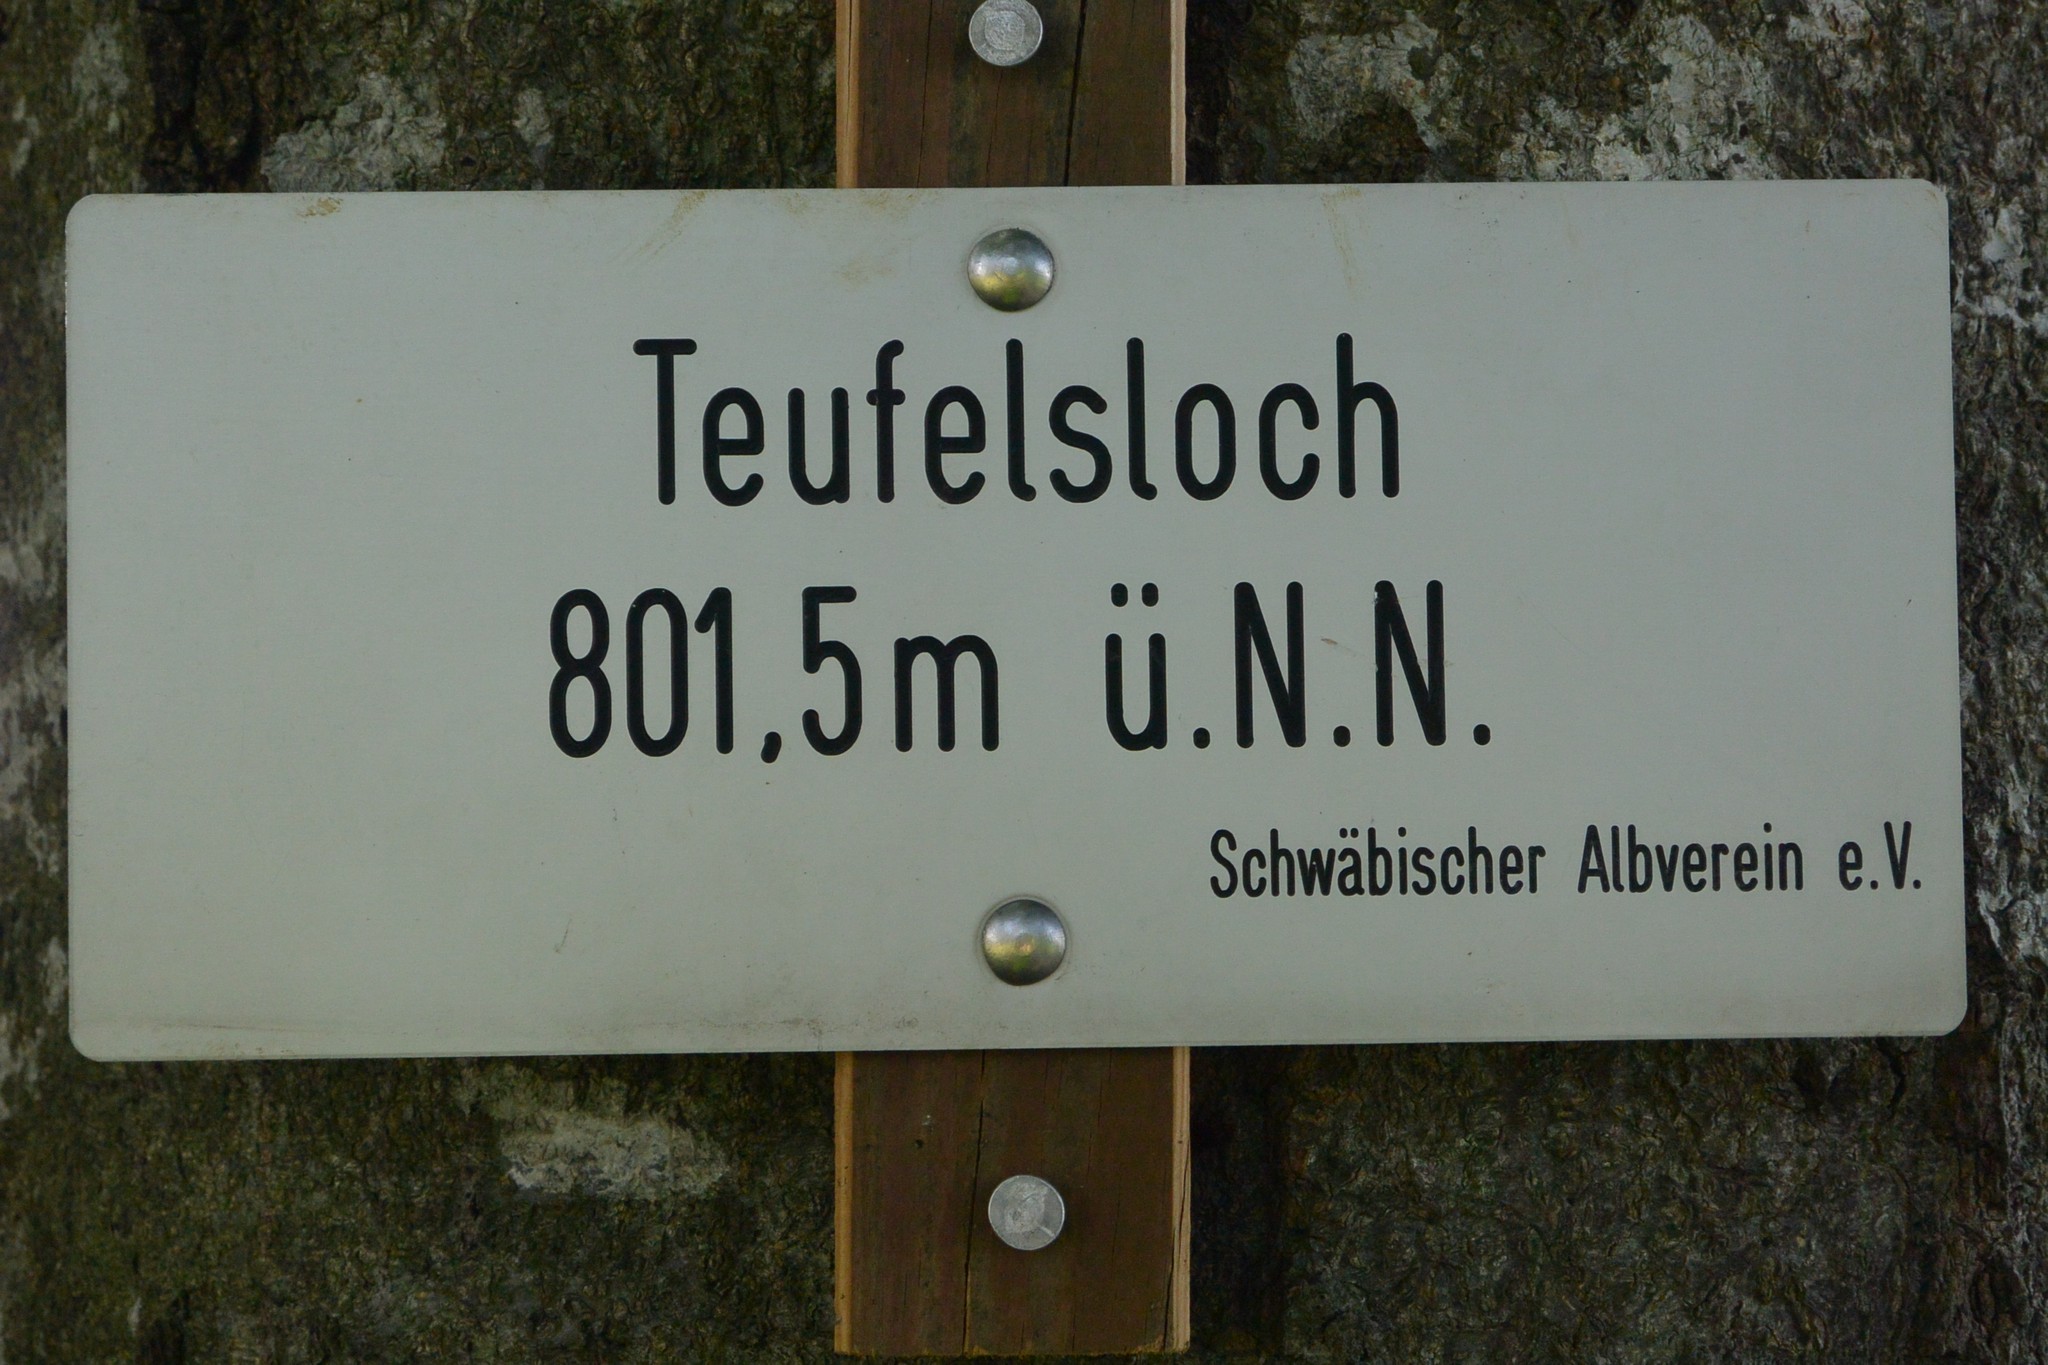 Teufelsloch
801,5m ü.N.N.
Schwäbischer Albverein e.V.